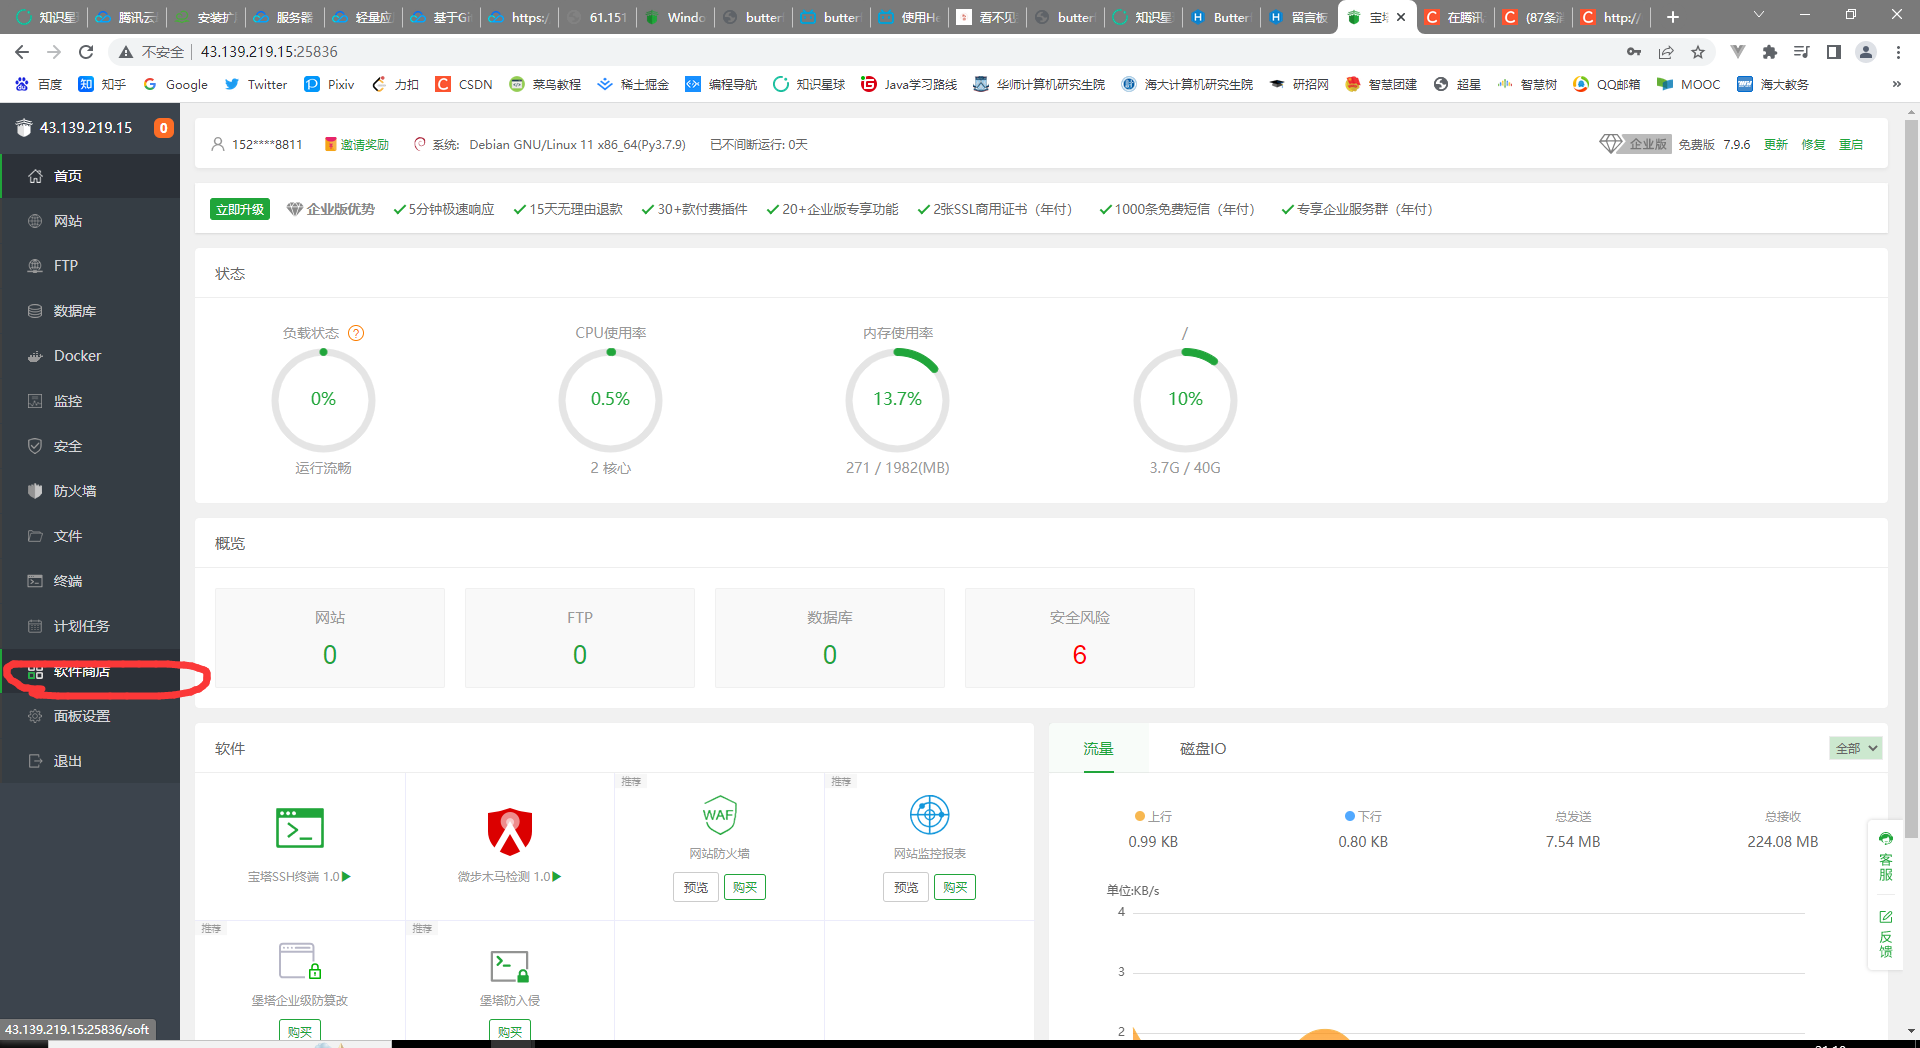 知识星
腾讯云
安装扩
服务器
轻量应
基于Gi
https:/
61.151
Windo
butter
butter
使用He
看不见
butter
知识星
Butter
留言板
宝
在腾讯
(87条消
http://
不安全
43.139.219.15:25836
百度
知乎
Google
Twitter
Pixiv
力扣
CSDN
菜鸟教程
稀土掘金
编程导航
知识星球
Java学习路线
华师计算机研究生院
海大计算机研究生院
研招网
智慧团建
超星
智慧树
QQ邮箱
MOOC
海大教务
»
43.139.219.15
0
首页
网站
FTP
数据库
Docker
监控
安全
防火墙
文件
终端
计划任务
软件商店
面板设置
退出
152****8811
邀请奖励
系统: Debian GNU/Linux 11 x86_64(Py3.7.9)
已不间断运行: 0天
企业版
免费版
7.9.6
更新
修复
重启
立即升级
企业版优势
5分钟极速响应
15天无理由退款
30+款付费插件
20+企业版专享功能
2张SSL商用证书（年付）
1000条免费短信（年付）
专享企业服务群（年付）
状态
负载状态 ?
0%
运行流畅
CPU使用率
0.5%
2 核心
内存使用率
13.7%
271 / 1982(MB)
/
10%
3.7G / 40G
概览
网站
0
FTP
0
数据库
0
安全风险
6
软件
宝塔SSH终端 1.0
微步木马检测 1.0
推荐
WAF
网站防火墙
预览
购买
推荐
网站监控报表
预览
购买
推荐
堡塔企业级防篡改
购买
推荐
堡塔防入侵
购买
流量
磁盘IO
全部
上行
0.99 KB
下行
0.80 KB
总发送
7.54 MB
总接收
224.08 MB
单位:KB/s
4
3
2
客服
反馈
43.139.219.15:25836/soft